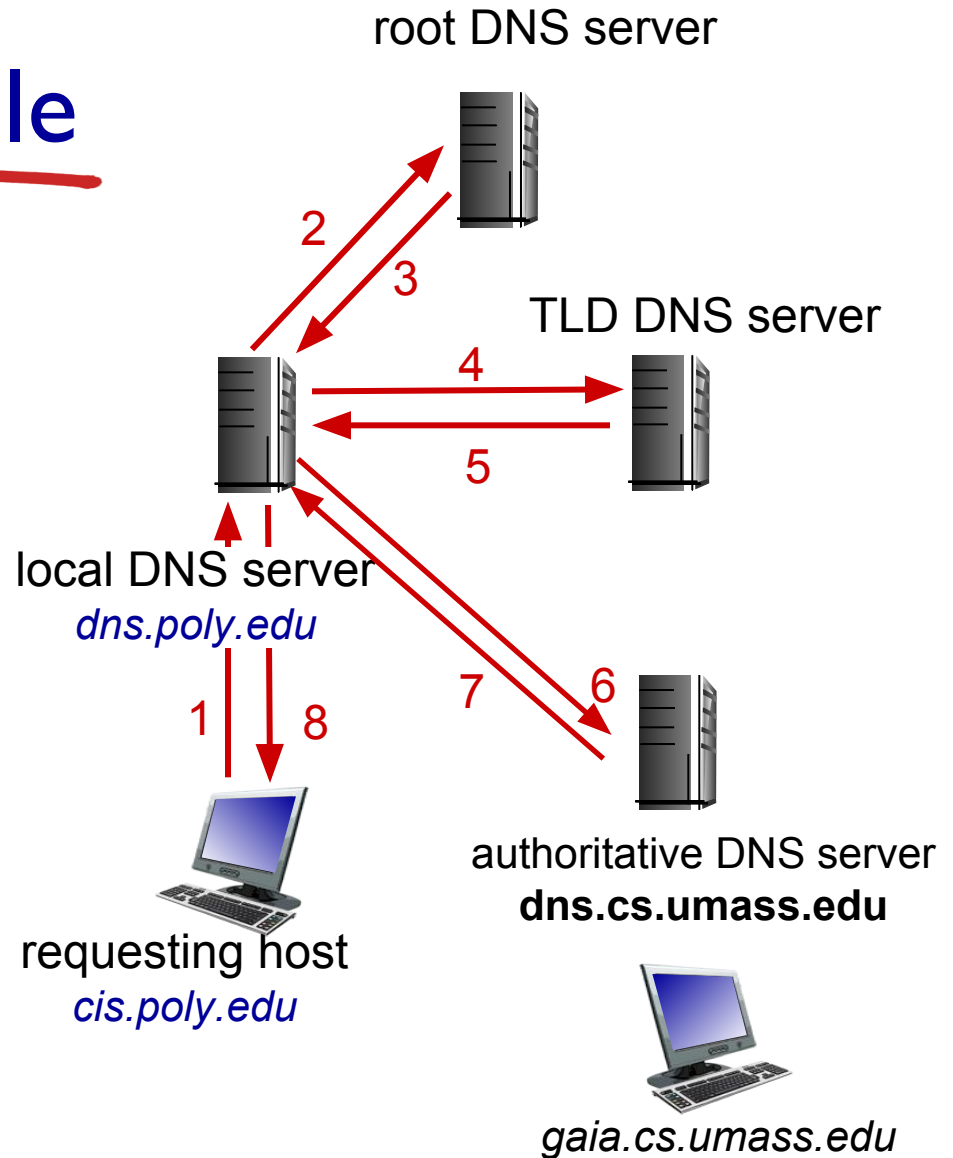 root DNS server
le
2
3
TLD DNS server
4
5
local DNS server
dns.poly.edu
7
6
1
8
authoritative DNS server
dns.cs.umass.edu
requesting host
cis.poly.edu
gaia.cs.umass.edu